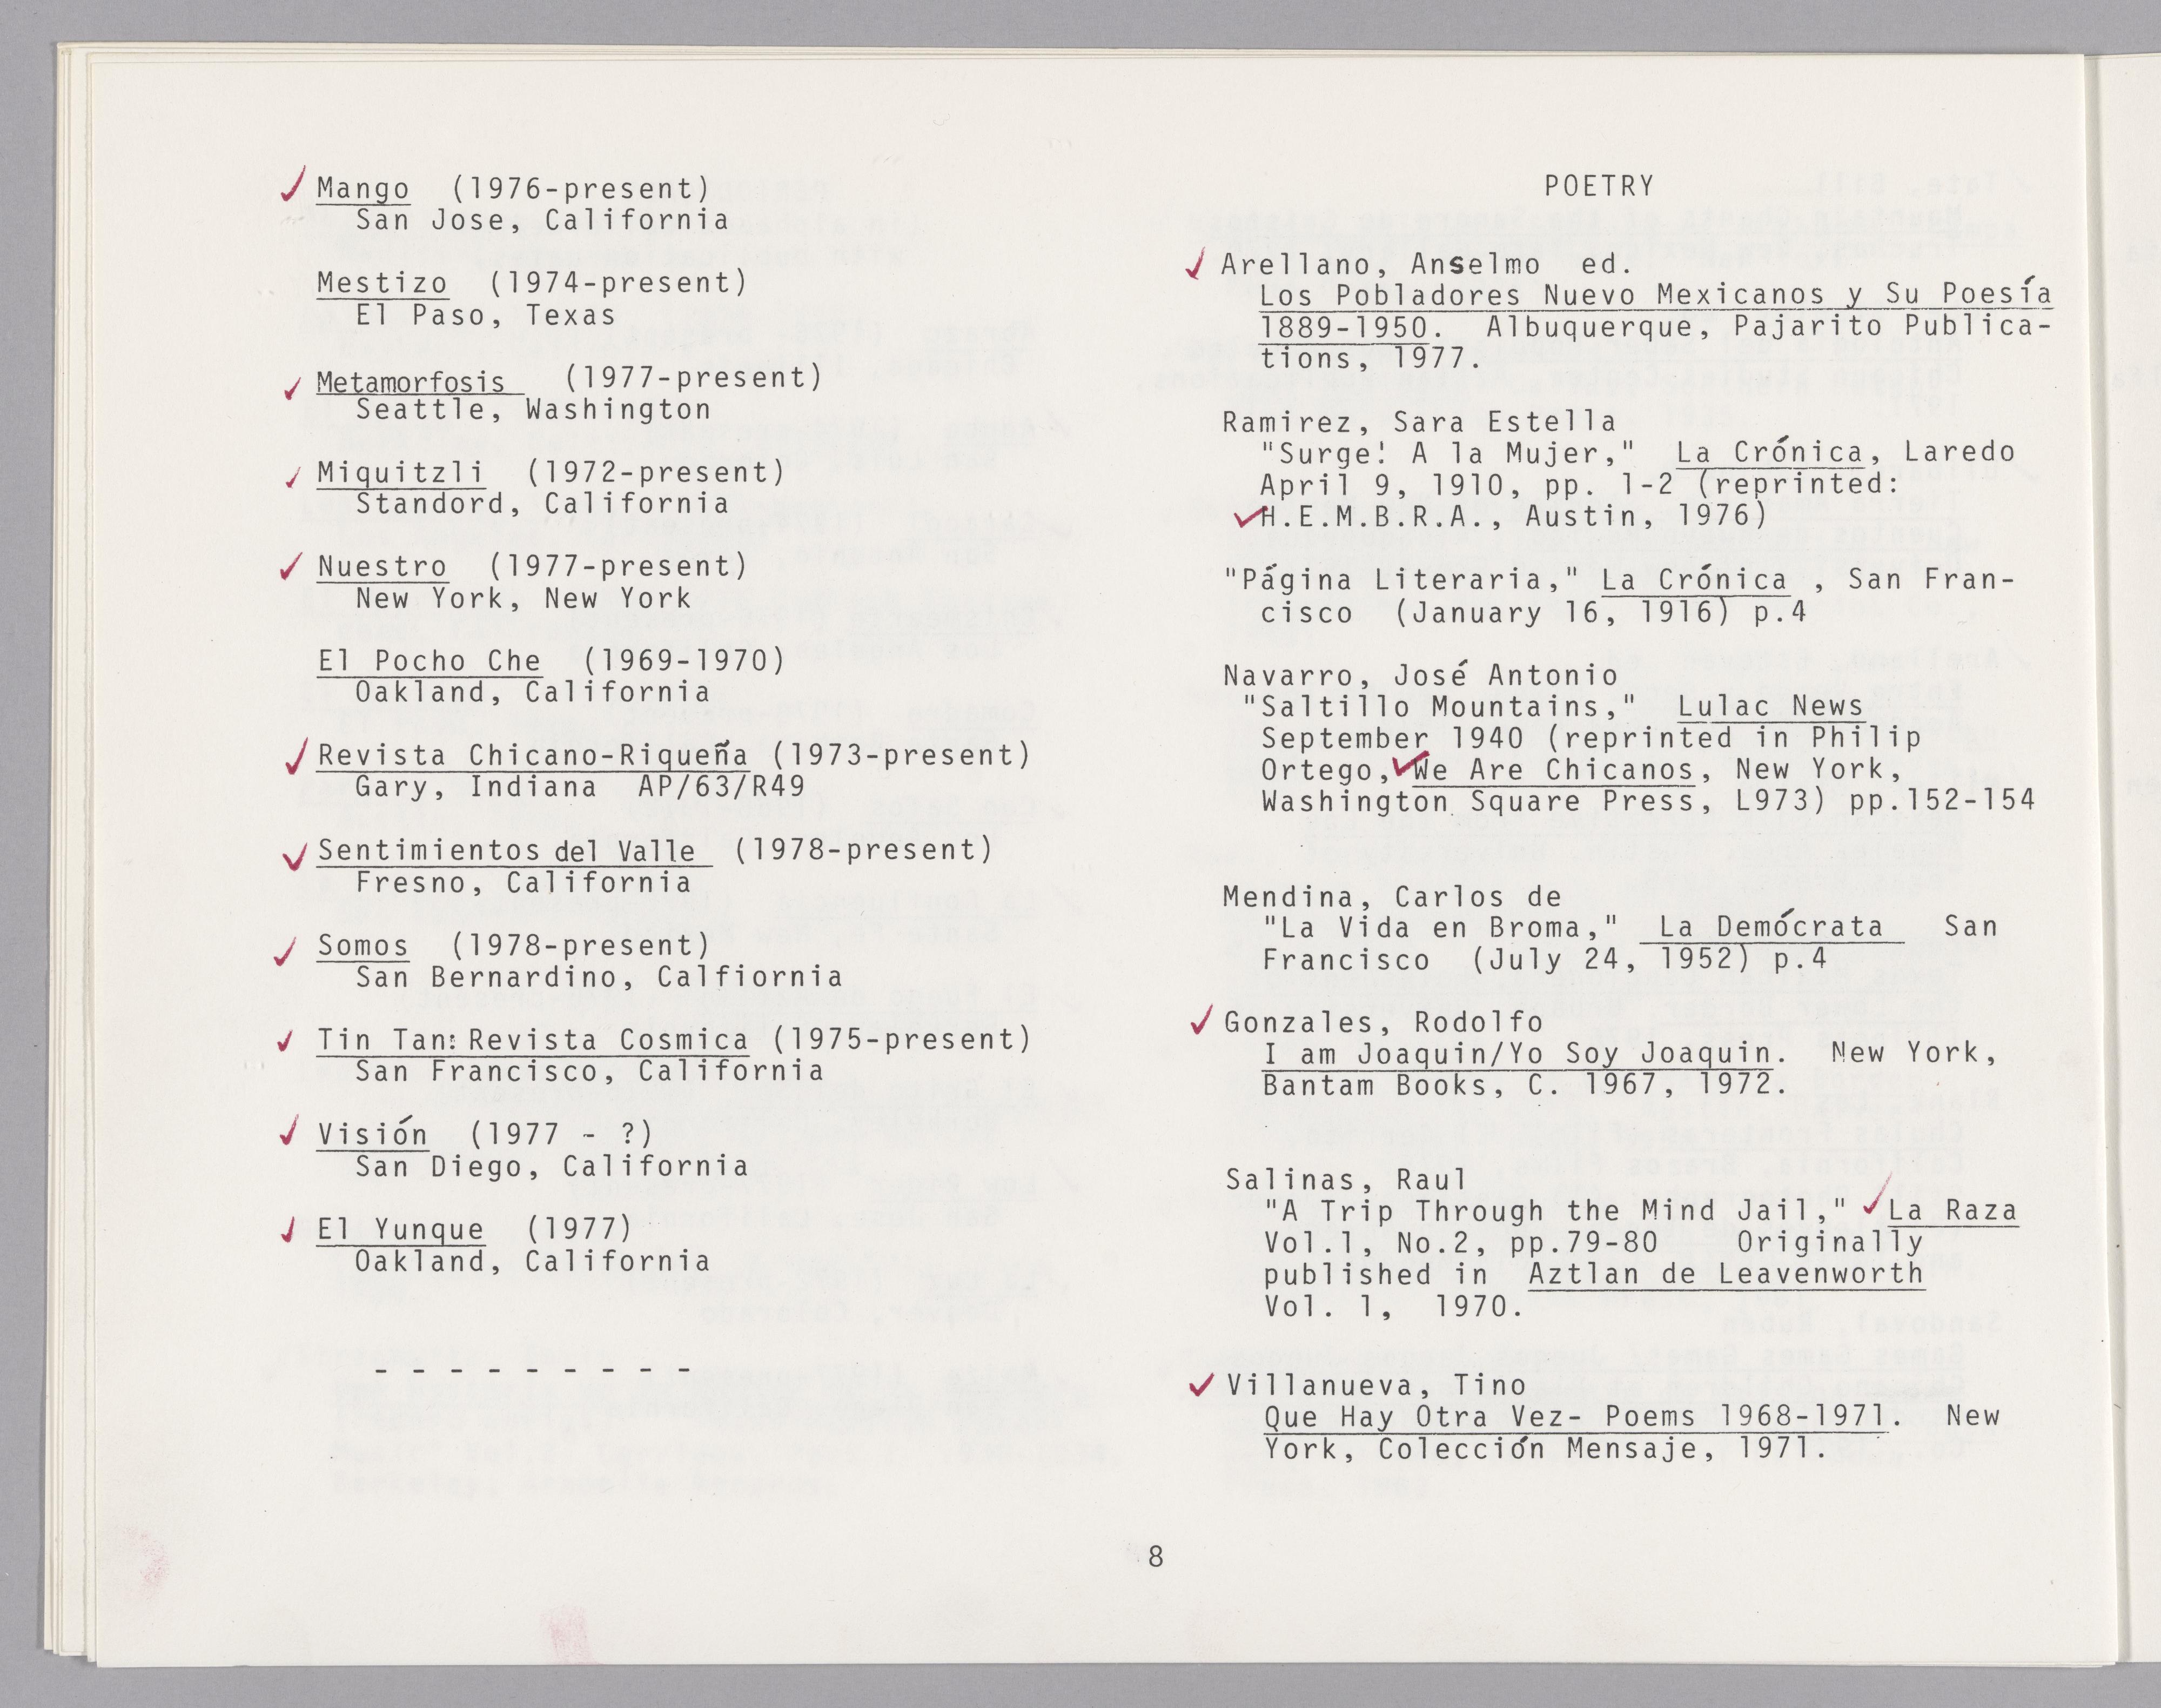 Mango (1976-present)
San Jose, California
Mestizo (1974-present)
El Paso, Texas
Metamorfosis (1977-present)
Seattle, Washington
Miquitzli (1972-present)
Standord, California
Nuestro (1977-present)
New York, New York
El Pocho Che (1969-1970)
Oakland, California
Revista Chicano-Riqueña (1973-present)
Gary, Indiana AP/63/R49
Sentimientos del Valle (1978-present)
Fresno, California
Somos (1978-present)
San Bernardino, Calfiornia
Tin Tan: Revista Cosmica (1975-present)
San Francisco, California
Visión (1977 - ?)
San Diego, California
El Yunque (1977)
Oakland, California
- - - - - - - - -
POETRY
Arellano, Anselmo ed.
Los Pobladores Nuevo Mexicanos y Su Poesía
1889-1950. Albuquerque, Pajarito Publica-
tions, 1977.
Ramirez, Sara Estella
"Surge! A la Mujer," La Crónica, Laredo
April 9, 1910, pp. 1-2 (reprinted:
H.E.M.B.R.A., Austin, 1976)
"Página Literaria," La Crónica , San Fran-
cisco (January 16, 1916) p.4
Navarro, José Antonio
"Saltillo Mountains," Lulac News
September 1940 (reprinted in Philip
Ortego, We Are Chicanos, New York,
Washington Square Press, L973) pp.152-154
Mendina, Carlos de
"La Vida en Broma," La Demócrata San
Francisco (July 24, 1952) p.4
Gonzales, Rodolfo
I am Joaquin/Yo Soy Joaquin. New York,
Bantam Books, C. 1967, 1972.
Salinas, Raul
"A Trip Through the Mind Jail," La Raza
Vol.1, No.2, pp.79-80 Originally
published in Aztlan de Leavenworth
Vol. 1, 1970.
Villanueva, Tino
Que Hay Otra Vez- Poems 1968-1971. New
York, Colección Mensaje, 1971.
8